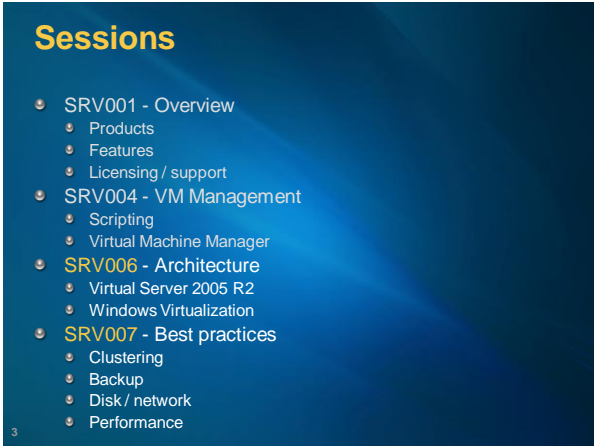 Sessions
SRV001 - Overview
Products
Features
Licensing / support
SRV004 - VM Management
Scripting
Virtual Machine Manager
SRV006 - Architecture
Virtual Server 2005 R2
Windows Virtualization
SRV007 - Best practices
Clustering
Backup
Disk / network
Performance
3